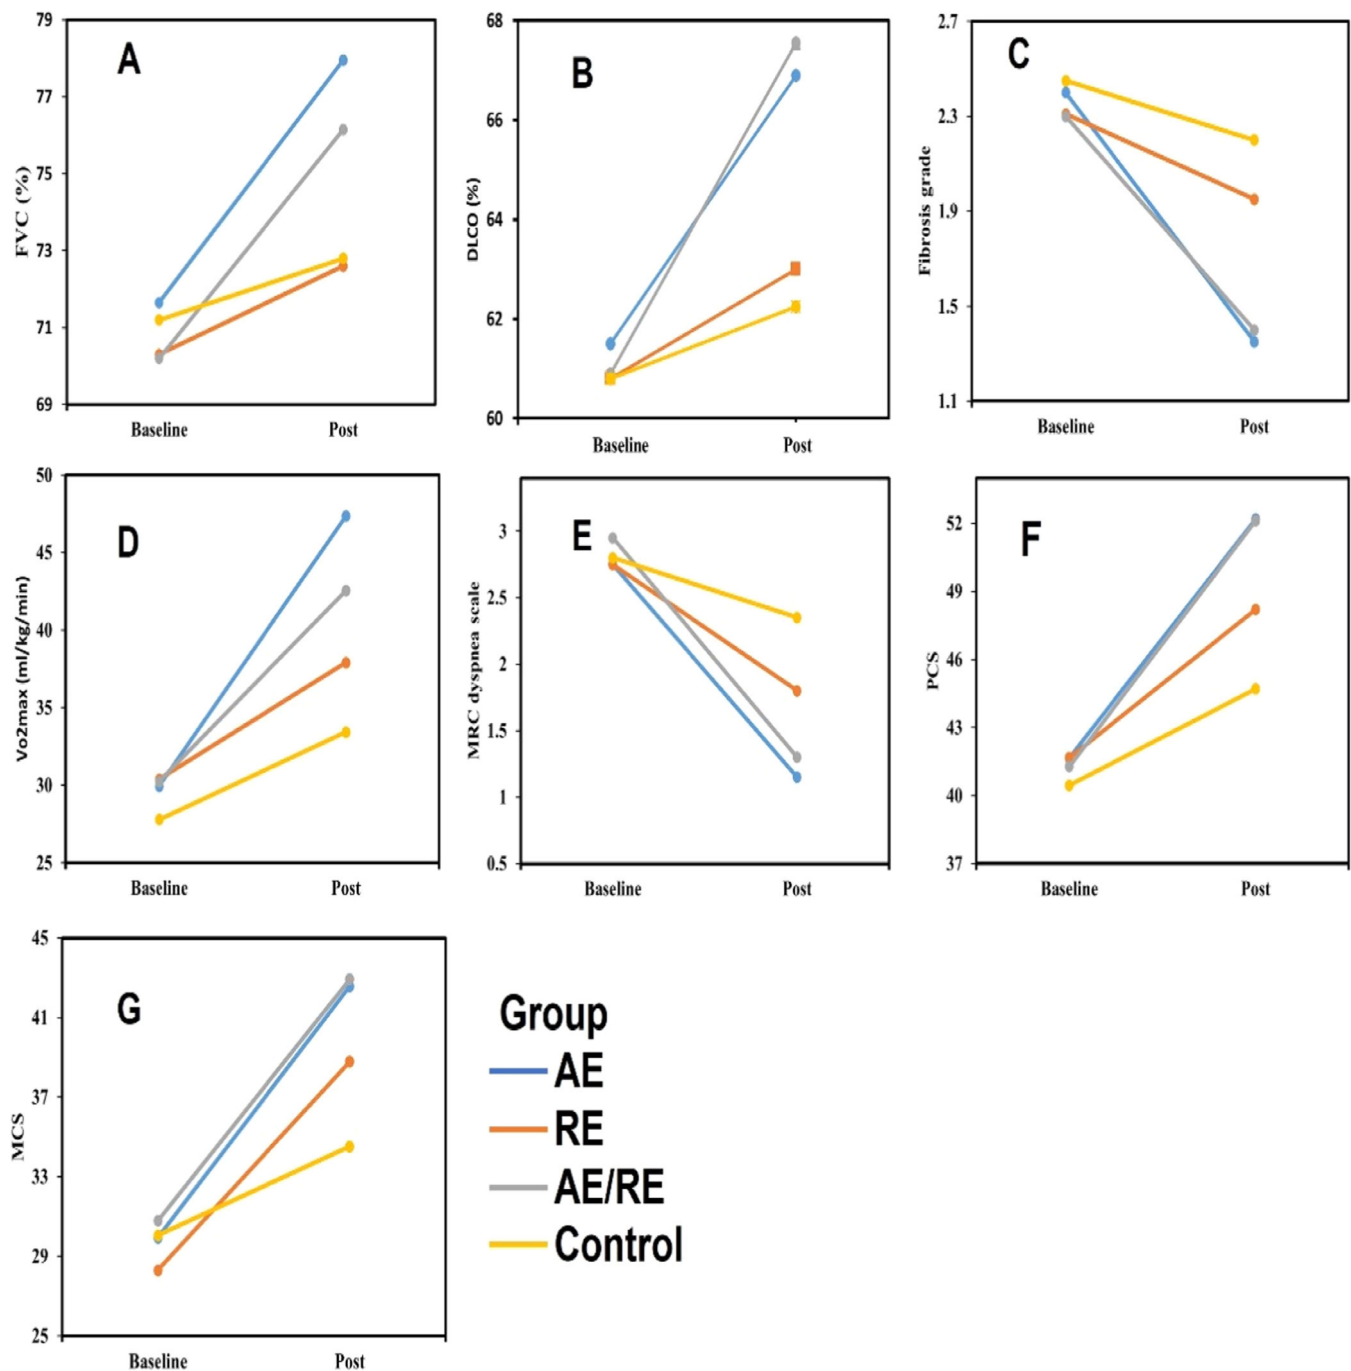 79
77
75
73
71
69
FVC (%)
A
Baseline
Post
68
66
64
62
60
DLCO (%)
B
Baseline
Post
2.7
2.3
1.9
1.5
1.1
Fibrosis grade
C
Baseline
Post
50
45
40
35
30
25
Vo2max (ml/kg/min)
D
Baseline
Post
3
2.5
2
1.5
1
0.5
MRC dyspnea scale
E
Baseline
Post
52
49
46
43
40
37
PCS
F
Baseline
Post
45
41
37
33
29
25
MCS
G
Baseline
Post
Group
AE
RE
AE/RE
Control